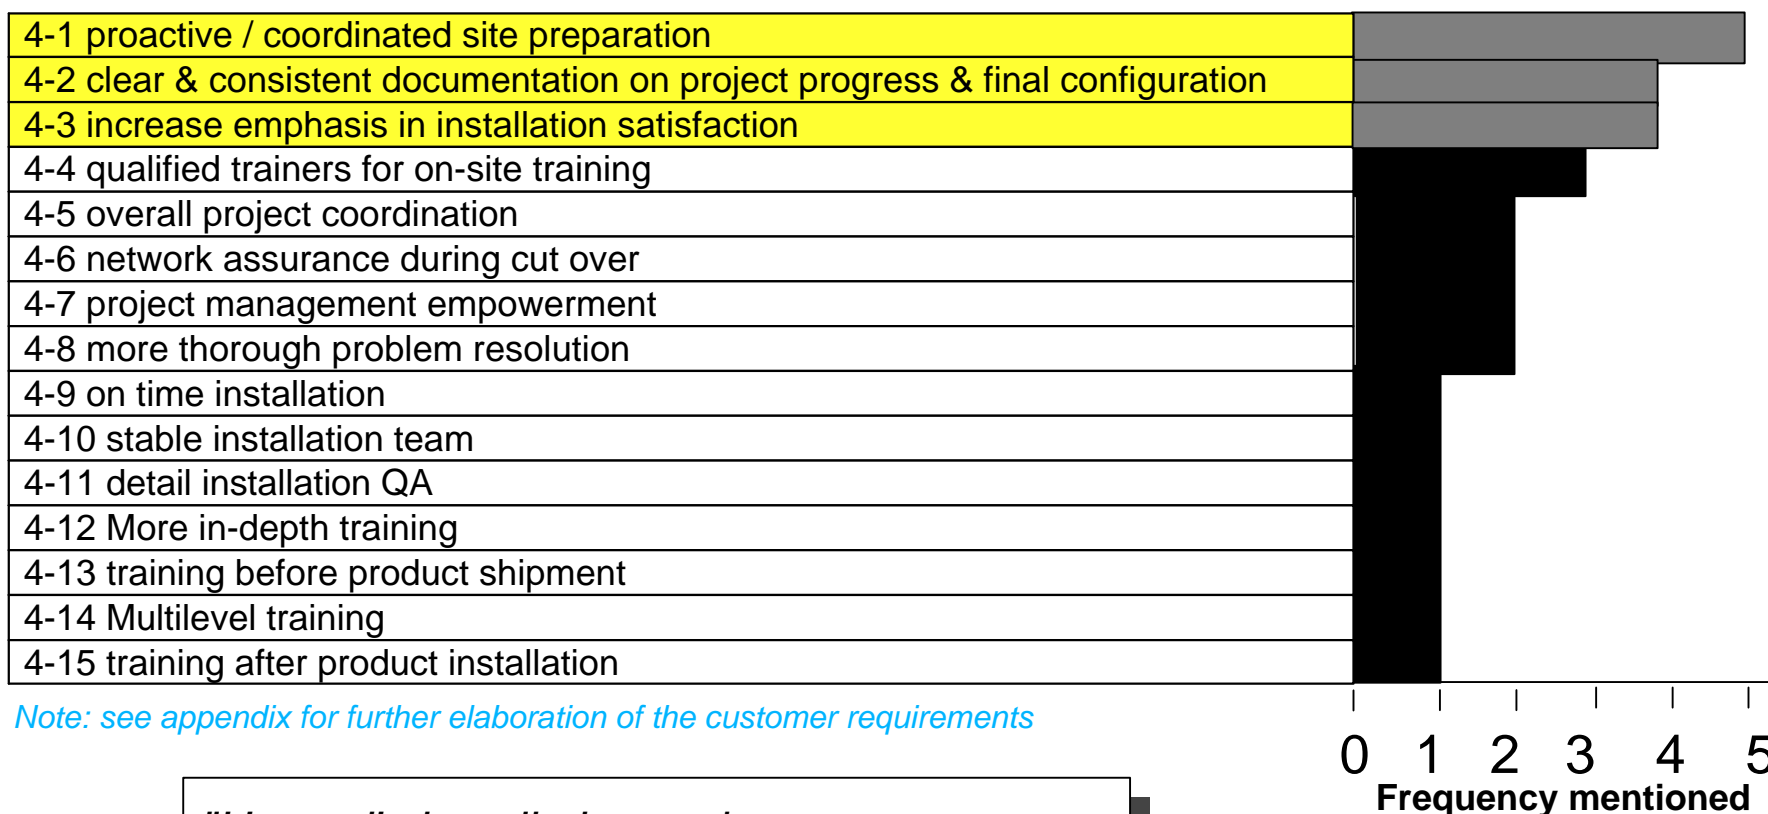 4-1 proactive / coordinated site preparation
4-2 clear & consistent documentation on project progress & final configuration
4-3 increase emphasis in installation satisfaction
4-4 qualified trainers for on-site training
4-5 overall project coordination
4-6 network assurance during cut over
4-7 project management empowerment
4-8 more thorough problem resolution
4-9 on time installation
4-10 stable installation team
4-11 detail installation QA
4-12 More in-depth training
4-13 training before product shipment
4-14 Multilevel training
4-15 training after product installation
Note: see appendix for further elaboration of the customer requirements
0 1 2 3 4 5
Frequency mentioned